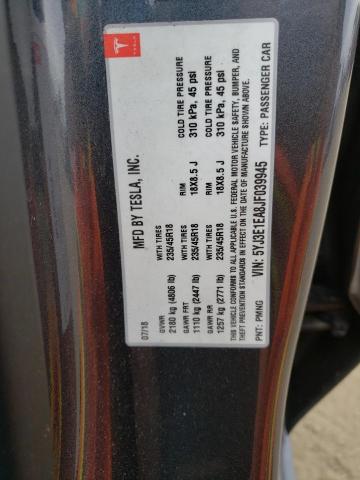 TESLA
MFD BY TESLA, INC.
07/18
GVWR WITH TIRES RIM COLD TIRE PRESSURE
2180 kg (4806 lb) 235/45R18 18X8.5 J 310 kPa, 45 psi
GAWR FRT WITH TIRES RIM COLD TIRE PRESSURE
1110 kg (2447 lb) 235/45R18 18X8.5 J 310 kPa, 45 psi
GAWR RR
1257 kg (2771 lb)
THIS VEHICLE CONFORMS TO ALL APPLICABLE U.S. FEDERAL MOTOR VEHICLE SAFETY, BUMPER, AND
THEFT PREVENTION STANDARDS IN EFFECT ON THE DATE OF MANUFACTURE SHOWN ABOVE.
VIN: 5YJ3E1EA8JF039945 TYPE: PASSENGER CAR
PNT: PMNG